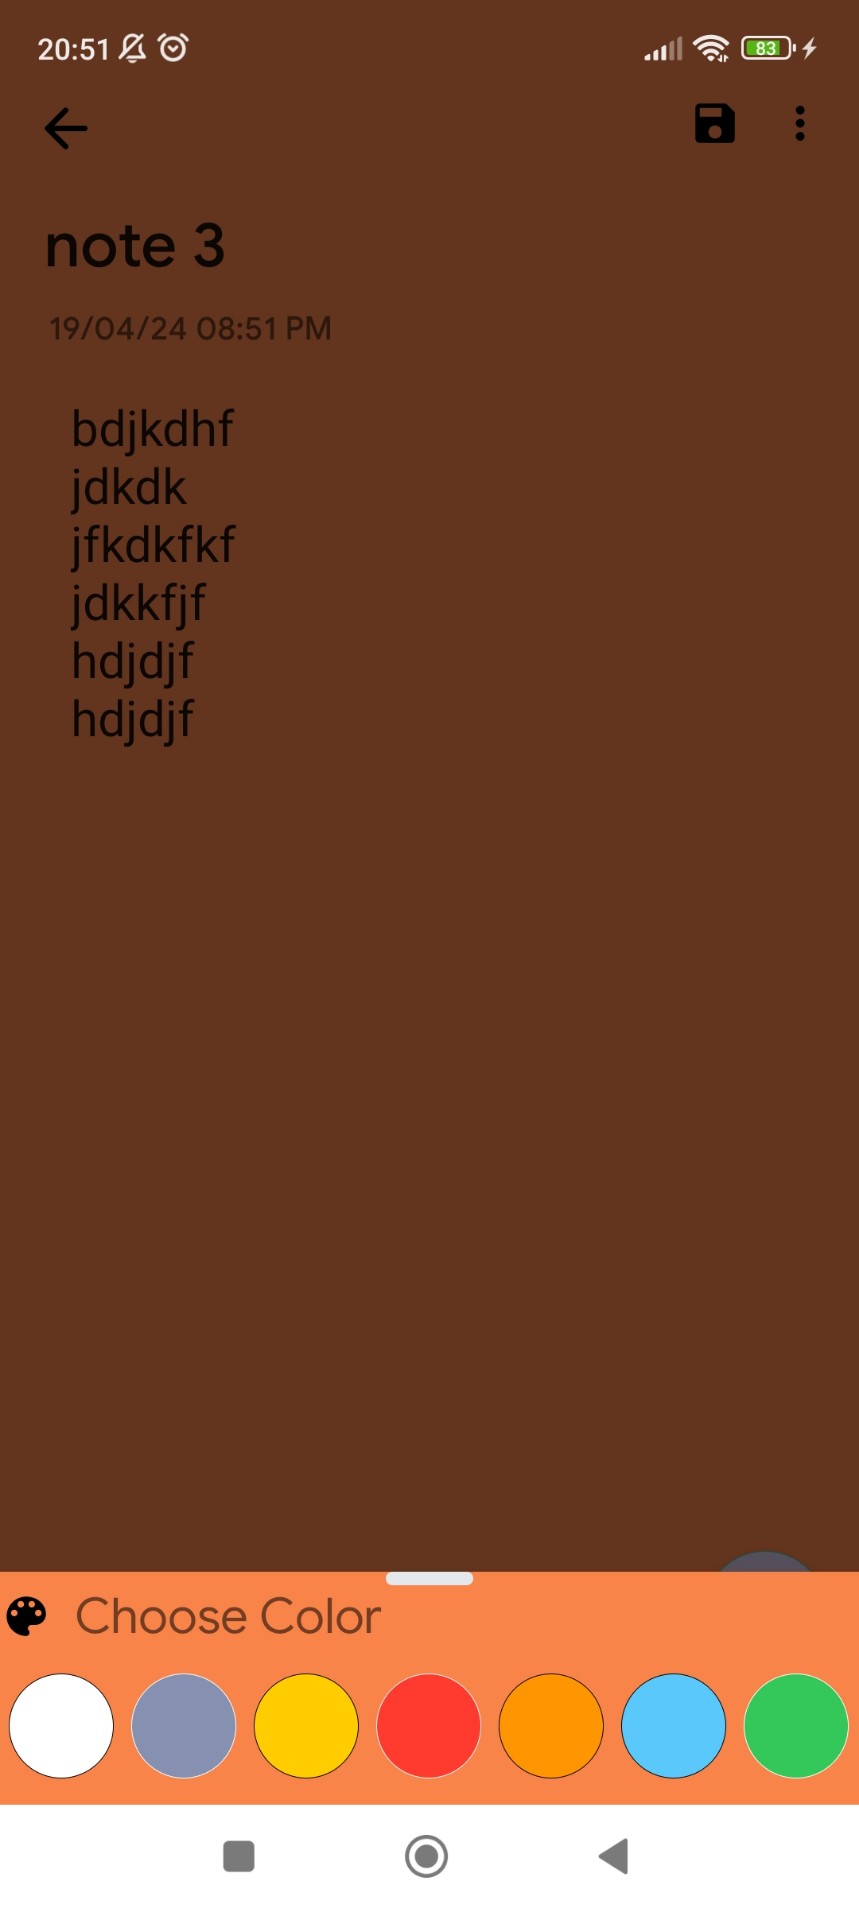 20:51
83
note 3
19/04/24 08:51 PM
bdjkdhf
jdkdk
jfkdkfkf
jdkkfjf
hdjdjf
hdjdjf
Choose Color